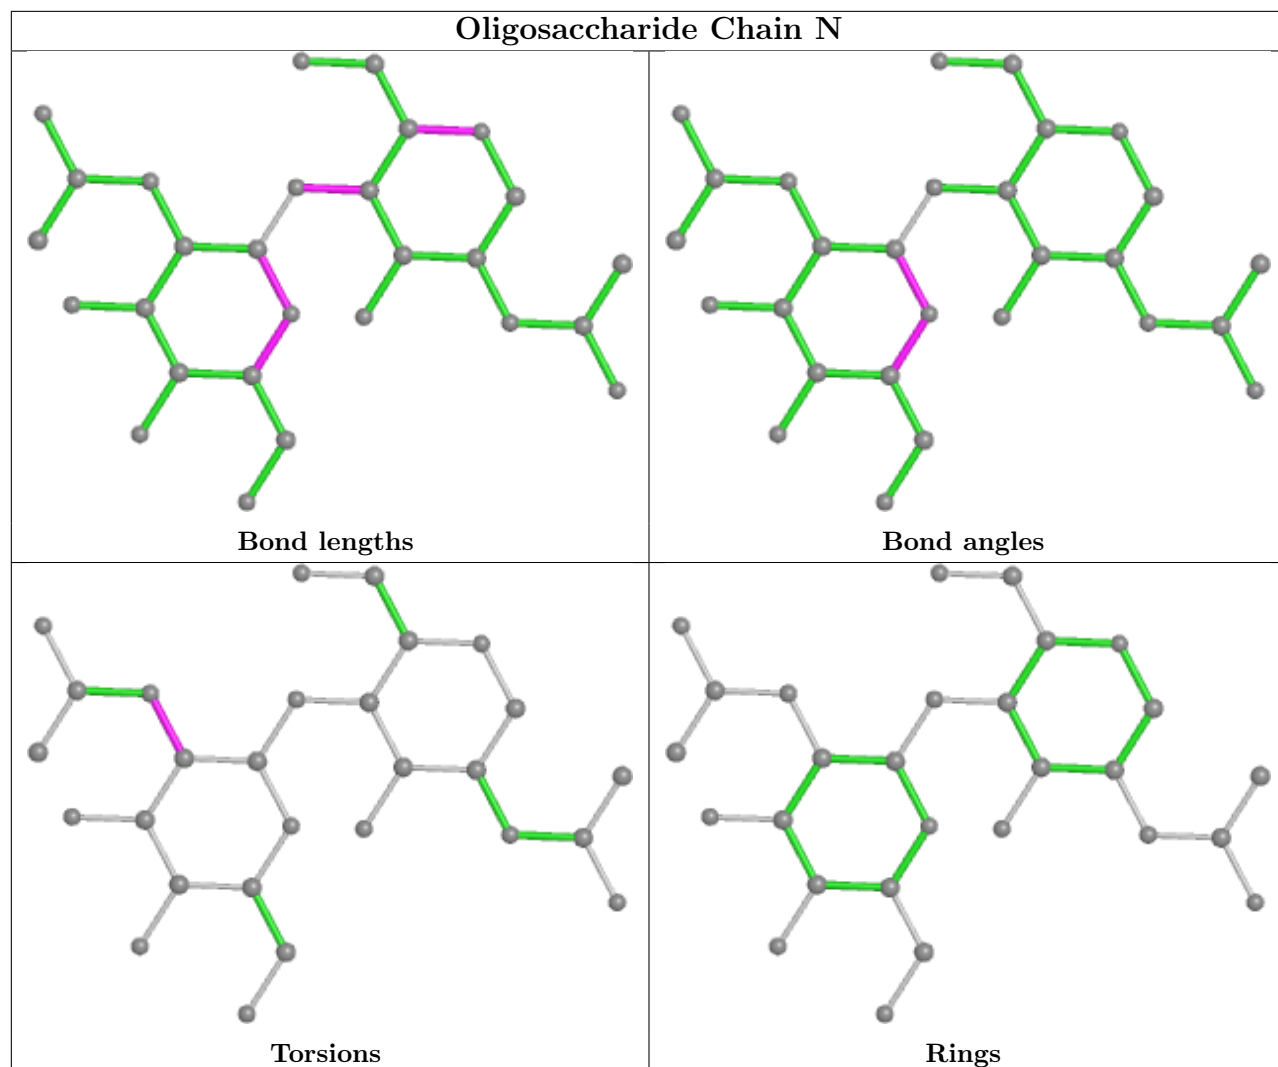 Oligosaccharide Chain N
Bond lengths
Bond angles
Torsions
Rings